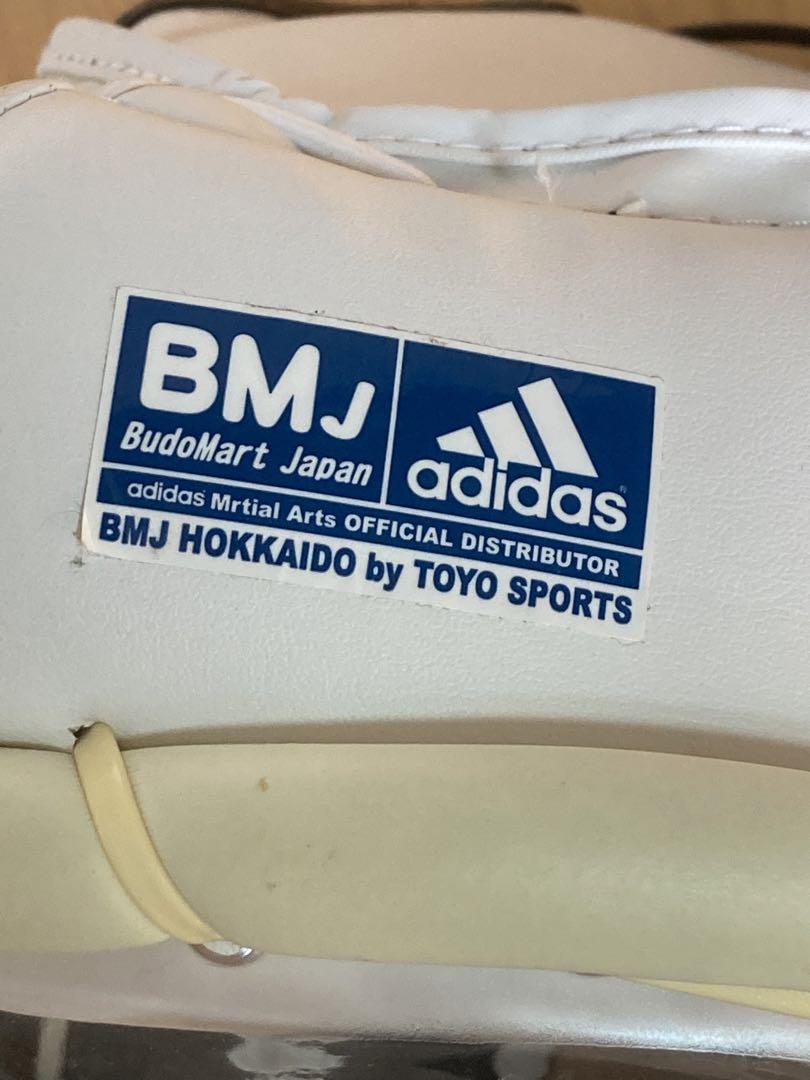 BMJ
BudoMart Japan
adidas®
adidas Mrtial Arts OFFICIAL DISTRIBUTOR
BMJ HOKKAIDO by TOYO SPORTS